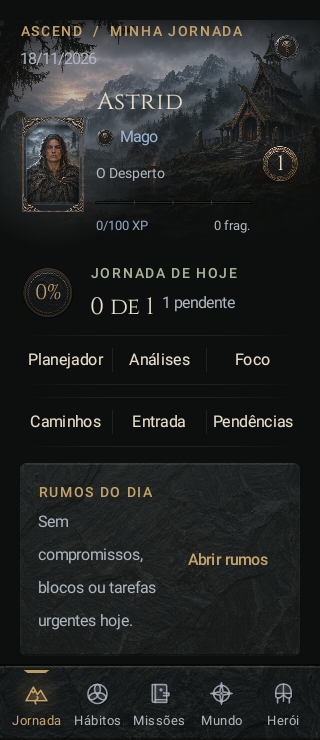 ASCEND / MINHA JORNADA
18/11/2026
ASTRID
Mago
1
O Desperto
0/100 XP 0 frag.
0%
JORNADA DE HOJE
0 DE 1 1 pendente
Planejador Análises Foco
Caminhos Entrada Pendências
RUMOS DO DIA
Sem
compromissos,
blocos ou tarefas
urgentes hoje.
Abrir rumos
Jornada Hábitos Missões Mundo Herói